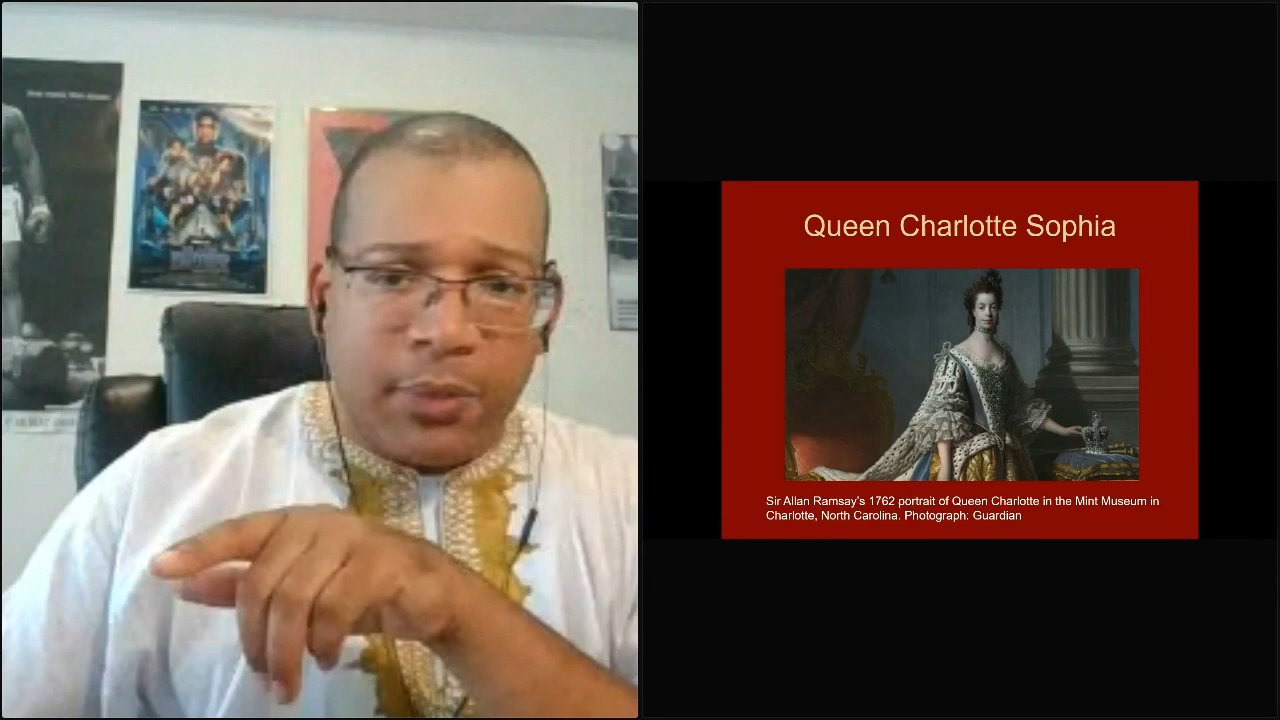 Queen Charlotte Sophia
Sir Allan Ramsay's 1762 portrait of Queen Charlotte in the Mint Museum in
Charlotte, North Carolina. Photograph: Guardian